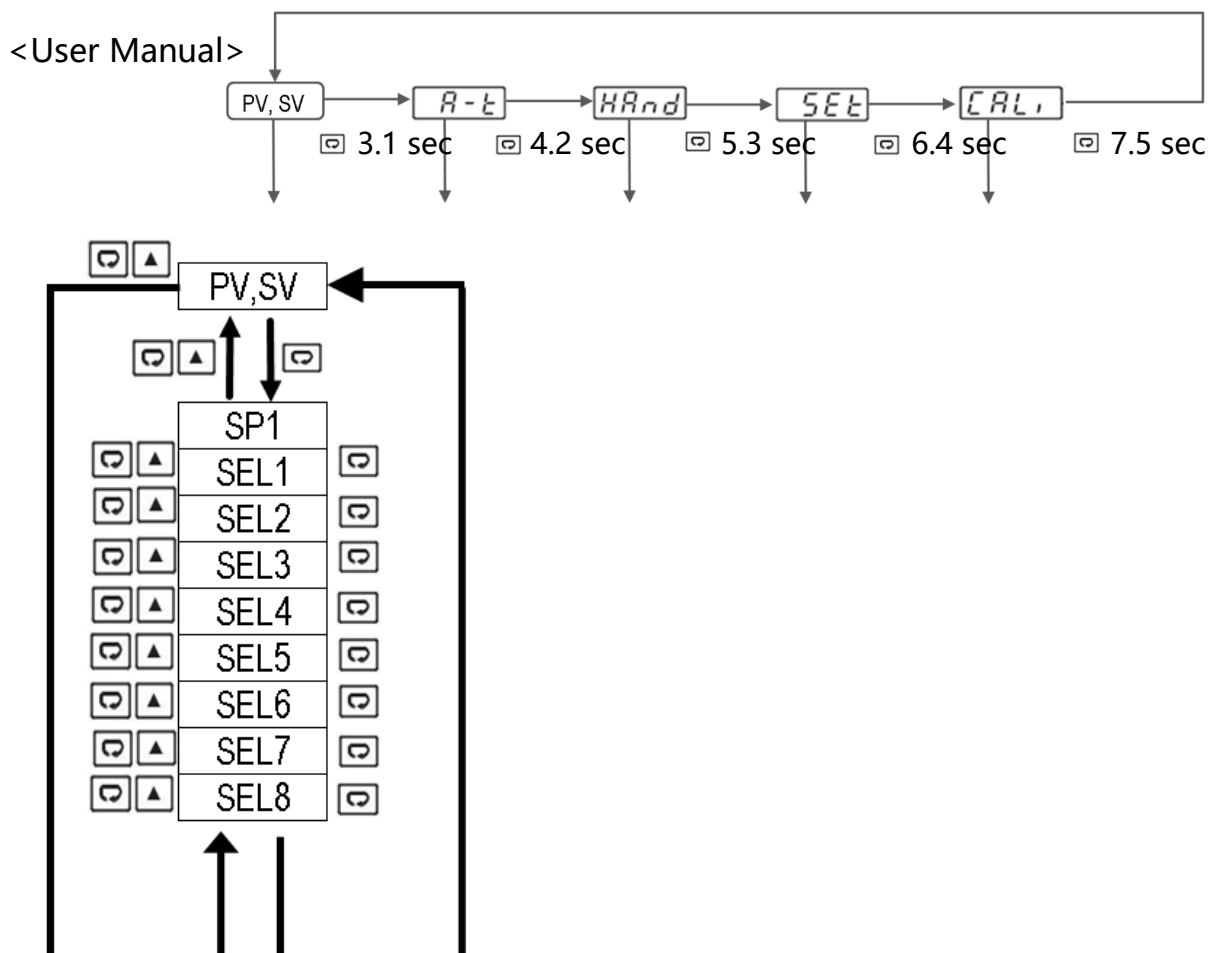 <User Manual>
PV, SV A-t HAnd SEt CALi
3.1 sec 4.2 sec 5.3 sec 6.4 sec 7.5 sec
PV,SV
SP1
SEL1
SEL2
SEL3
SEL4
SEL5
SEL6
SEL7
SEL8